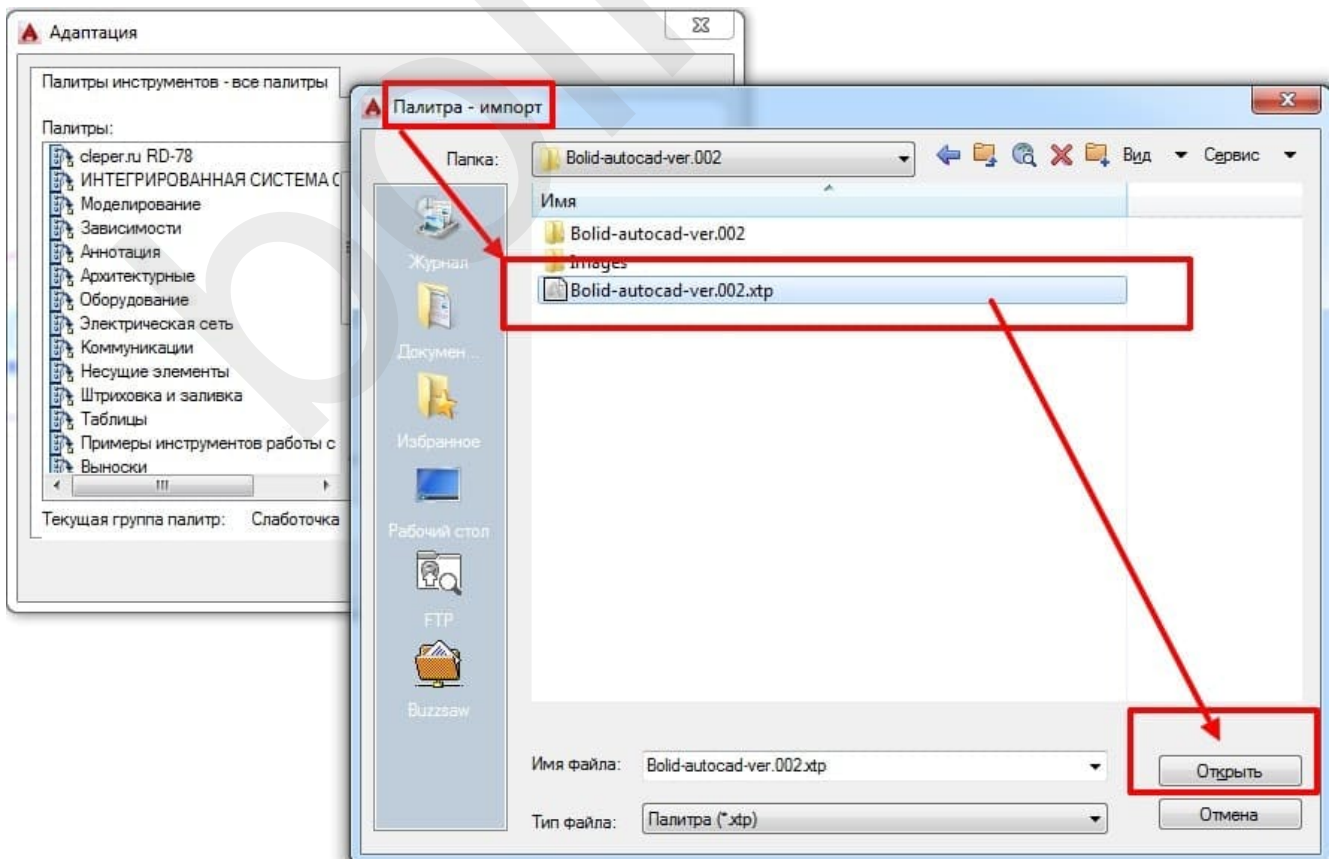 Адаптация
Палитры инструментов - все палитры
Палитры:
cleper.ru RD-78
ИНТЕГРИРОВАННАЯ СИСТЕМА
Моделирование
Зависимости
Аннотация
Архитектурные
Оборудование
Электрическая сеть
Коммуникации
Несущие элементы
Штриховка и заливка
Таблицы
Примеры инструментов работы с
Выноски
Текущая группа палитр: Слаботочка
Палитра - импорт
Папка: Bolid-autocad-ver.002 Вид Сервис
Имя
Bolid-autocad-ver.002
Images
Bolid-autocad-ver.002.xtp
Журнал
Докумен...
Избранное
Рабочий стол
FTP
Buzzsaw
Имя файла: Bolid-autocad-ver.002.xtp Открыть
Тип файла: Палитра (*.xtp) Отмена